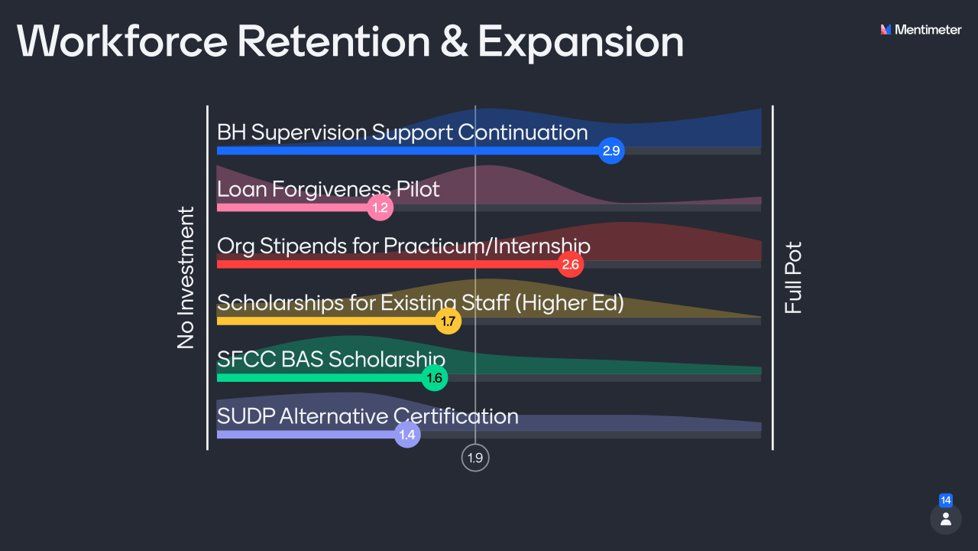 Workforce Retention & Expansion
Mentimeter
BH Supervision Support Continuation
2.9
Loan Forgiveness Pilot
1.2
Org Stipends for Practicum/Internship
2.6
Scholarships for Existing Staff (Higher Ed)
1.7
SFCC BAS Scholarship
1.6
SUDP Alternative Certification
1.4
1.9
No Investment
Full Pot
14